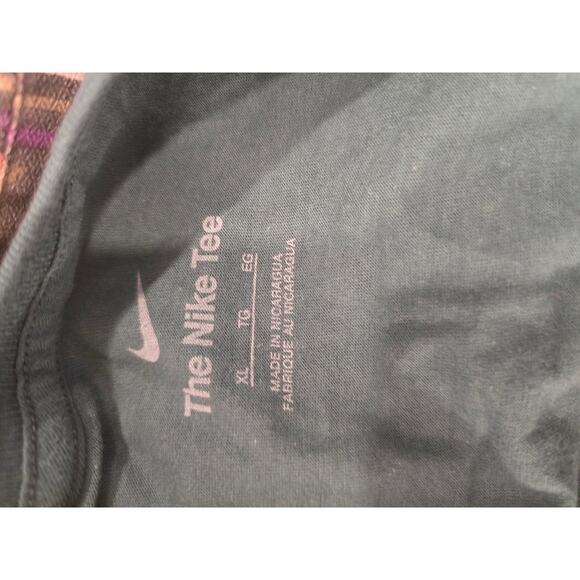 The Nike Tee
XL TG EG
MADE IN NICARAGUA
FABRIQUE AU NICARAGUA